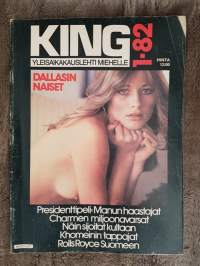 KING
YLEISAIKAKAUSLEHTI MIEHELLE
1·82
HINTA
DALLASIN
NAISET
Presidenttipeli·Manun haastajat
Charmen miljoonavarsat
Näin sijoitat kultaan
Khomeinin tappajat
Rolls Royce Suomeen